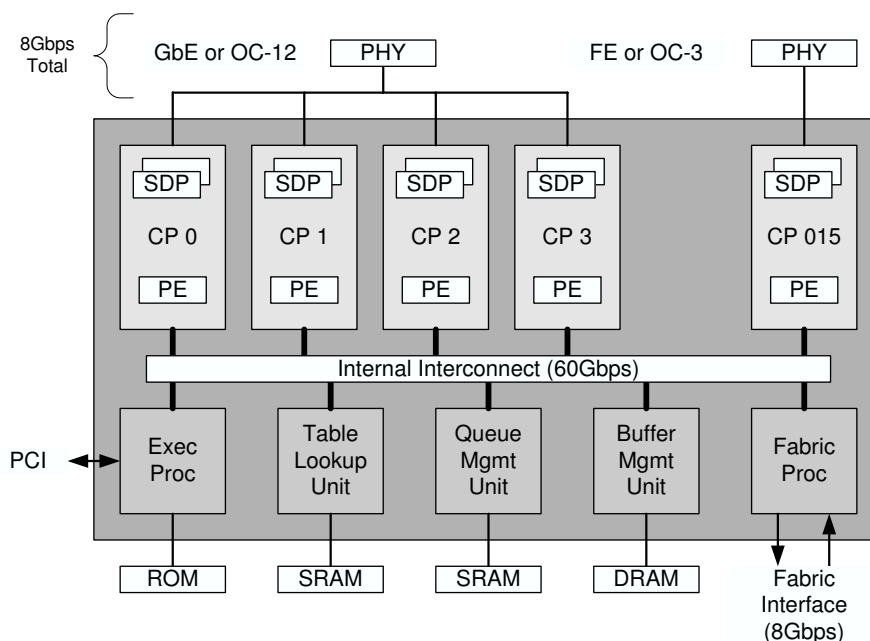 8Gbps
Total
GbE or OC-12
PHY
FE or OC-3
PHY
SDP
SDP
SDP
SDP
SDP
CP 0
CP 1
CP 2
CP 3
CP 015
PE
PE
PE
PE
PE
Internal Interconnect (60Gbps)
PCI
Exec
Proc
Table
Lookup
Unit
Queue
Mgmt
Unit
Buffer
Mgmt
Unit
Fabric
Proc
ROM
SRAM
SRAM
DRAM
Fabric
Interface
(8Gbps)